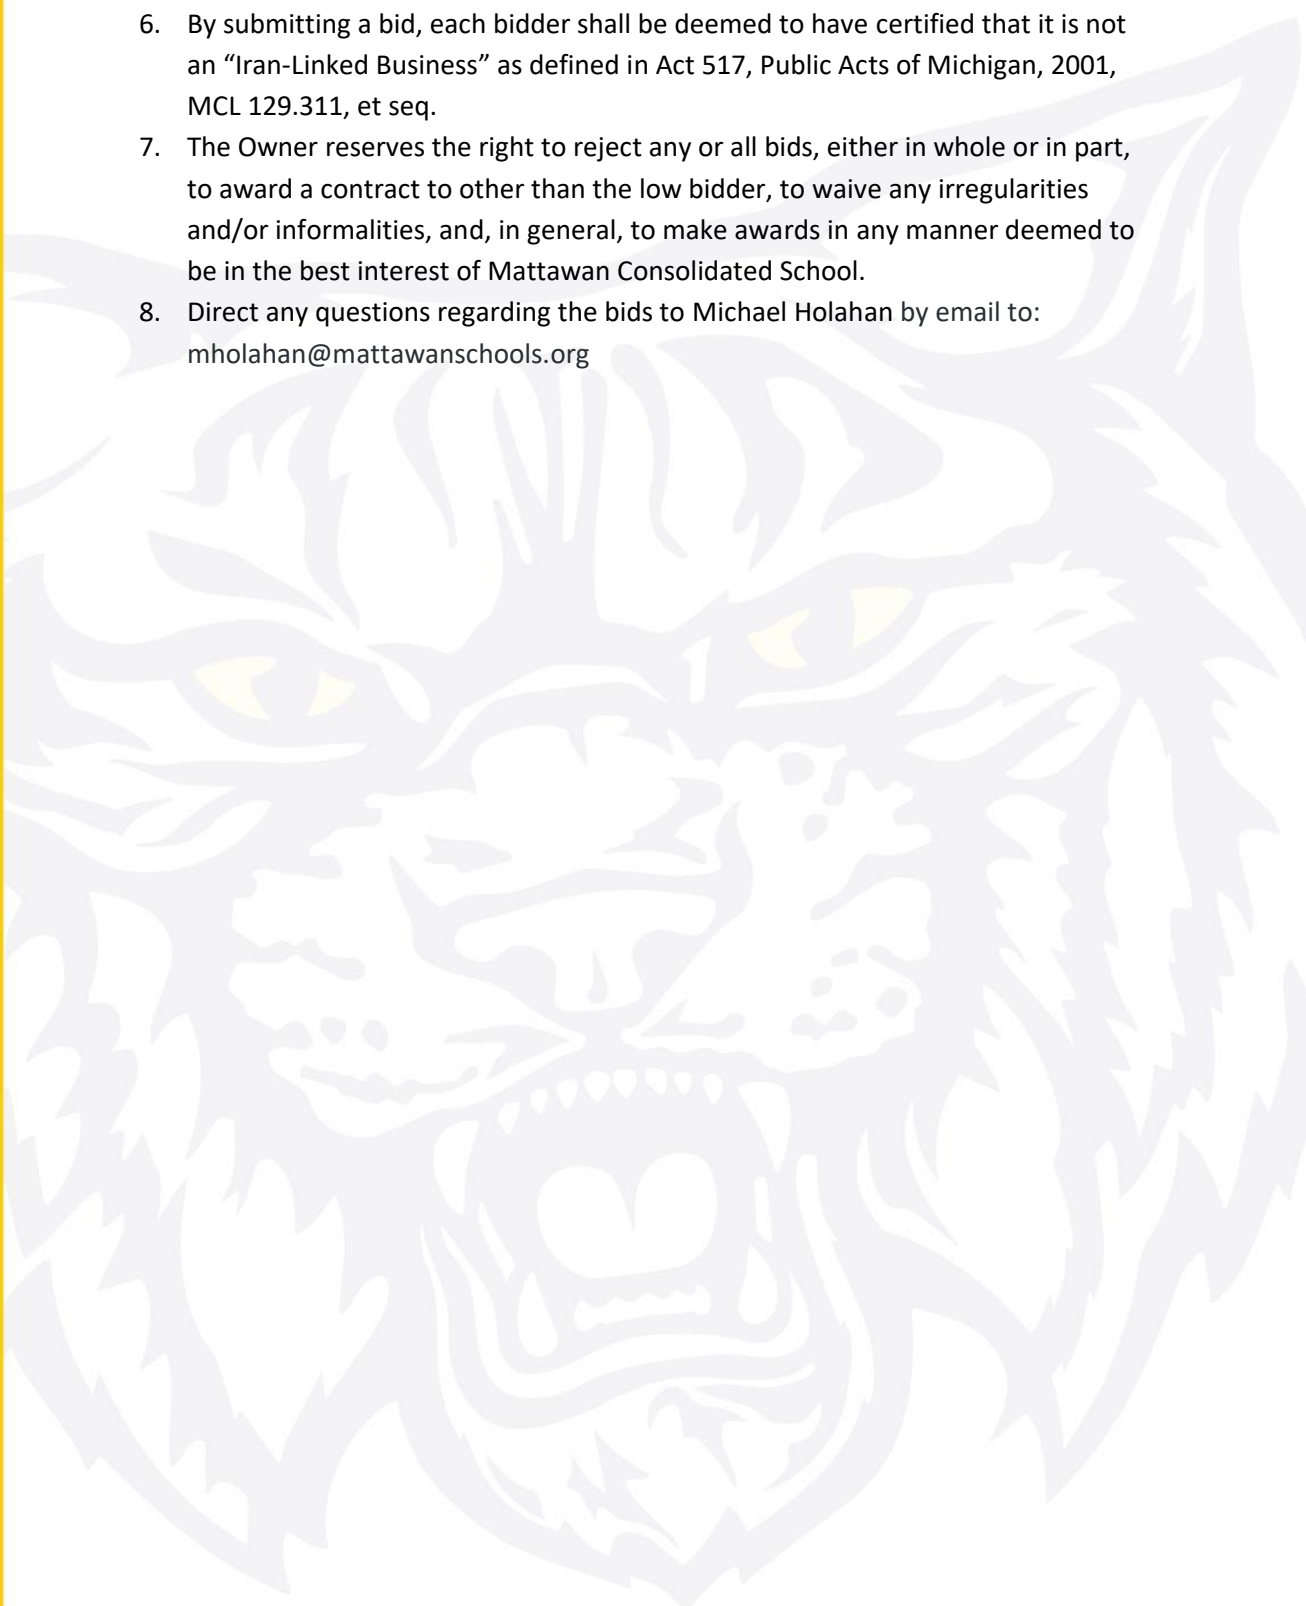 6. By submitting a bid, each bidder shall be deemed to have certified that it is not
an “Iran-Linked Business” as defined in Act 517, Public Acts of Michigan, 2001,
MCL 129.311, et seq.
7. The Owner reserves the right to reject any or all bids, either in whole or in part,
to award a contract to other than the low bidder, to waive any irregularities
and/or informalities, and, in general, to make awards in any manner deemed to
be in the best interest of Mattawan Consolidated School.
8. Direct any questions regarding the bids to Michael Holahan by email to:
mholahan@mattawanschools.org